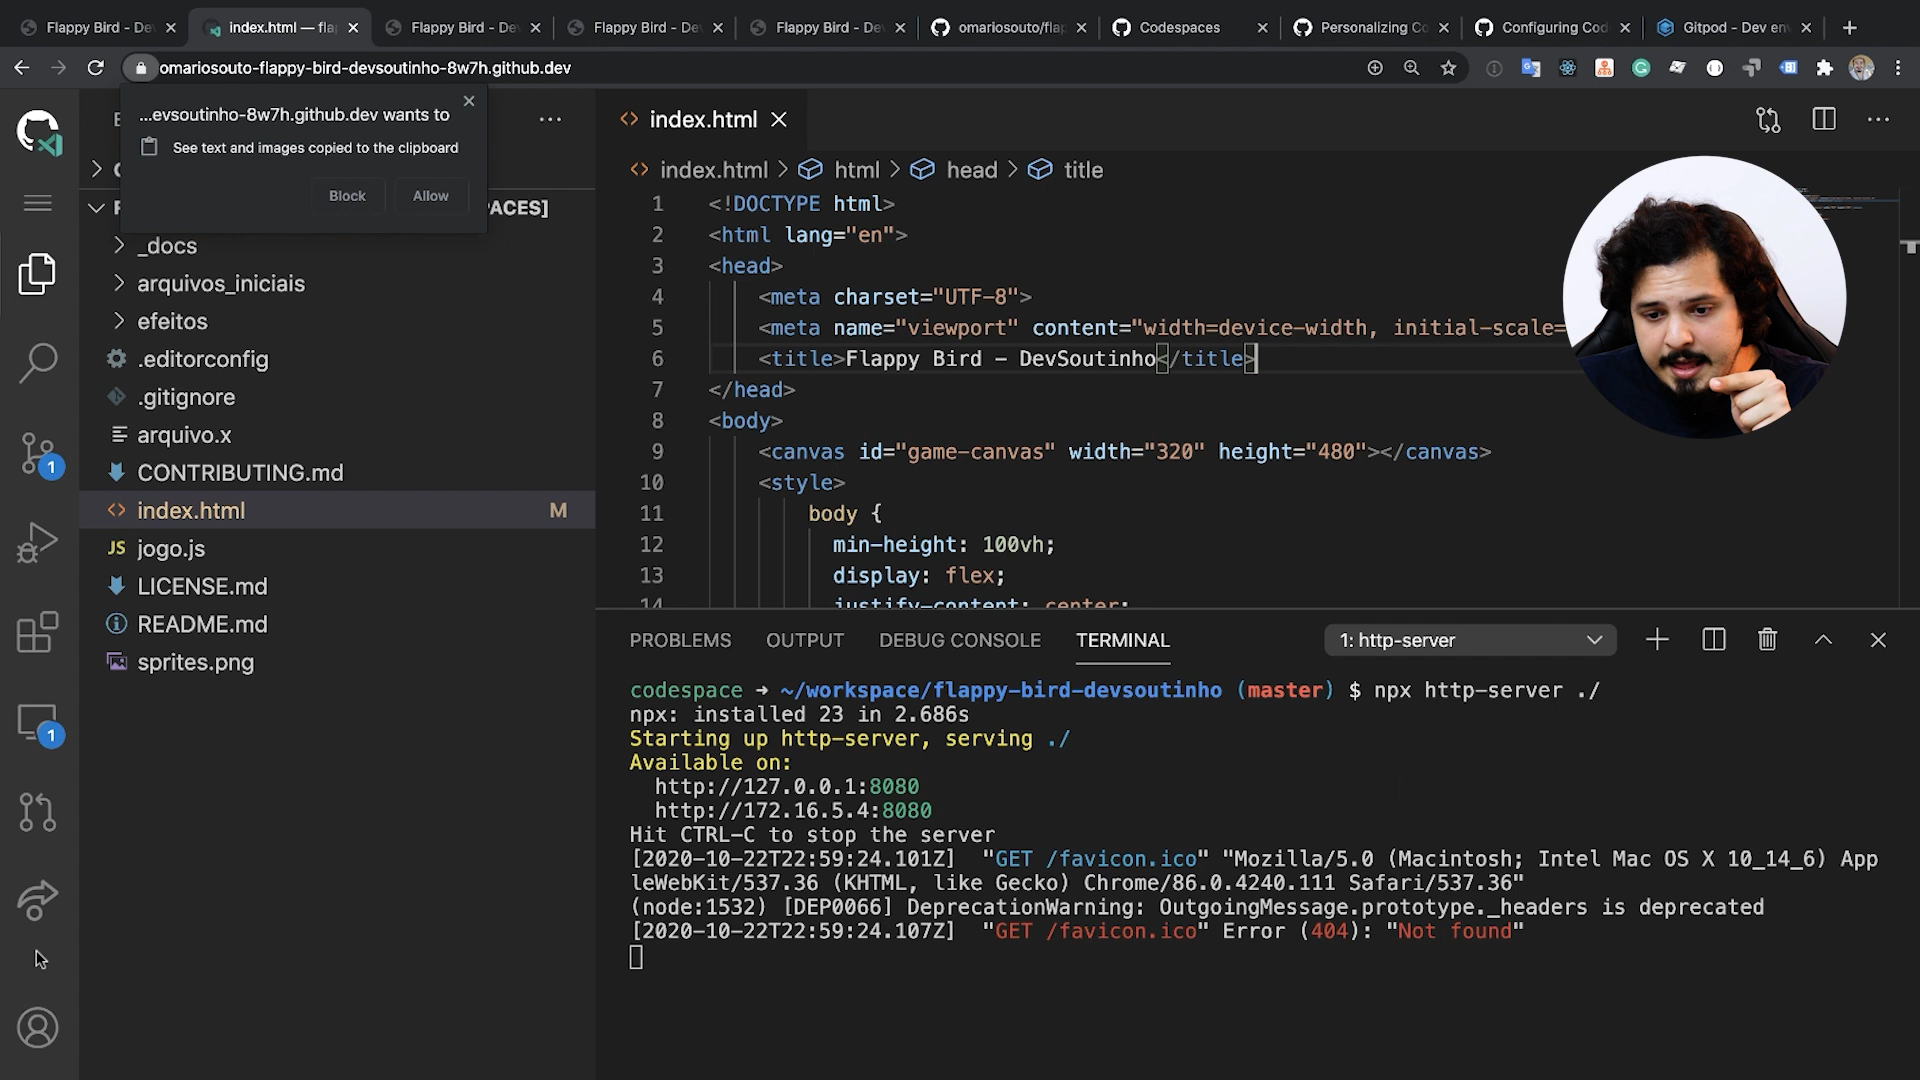 Flappy Bird - De
index.html — fla
Flappy Bird - De
Flappy Bird - De
Flappy Bird - De
omariosouto/flap
Codespaces
Personalizing Co
Configuring Cod
Gitpod - Dev en
omariosouto-flappy-bird-devsoutinho-8w7h.github.dev
...evsoutinho-8w7h.github.dev wants to
See text and images copied to the clipboard
Block
Allow
ACES]
_docs
arquivos_iniciais
efeitos
.editorconfig
.gitignore
arquivo.x
CONTRIBUTING.md
index.html M
JS jogo.js
LICENSE.md
README.md
sprites.png
1
1
index.html
index.html > html > head > title
1 <!DOCTYPE html>
2 <html lang="en">
3 <head>
4 <meta charset="UTF-8">
5 <meta name="viewport" content="width=device-width, initial-scale=
6 <title>Flappy Bird - DevSoutinho</title>
7 </head>
8 <body>
9 <canvas id="game-canvas" width="320" height="480"></canvas>
10 <style>
11 body {
12 min-height: 100vh;
13 display: flex;
14 justify-content: center;
PROBLEMS OUTPUT DEBUG CONSOLE TERMINAL 1: http-server
codespace ➜ ~/workspace/flappy-bird-devsoutinho (master) $ npx http-server ./
npx: installed 23 in 2.686s
Starting up http-server, serving ./
Available on:
http://127.0.0.1:8080
http://172.16.5.4:8080
Hit CTRL-C to stop the server
[2020-10-22T22:59:24.101Z] "GET /favicon.ico" "Mozilla/5.0 (Macintosh; Intel Mac OS X 10_14_6) App
leWebKit/537.36 (KHTML, like Gecko) Chrome/86.0.4240.111 Safari/537.36"
(node:1532) [DEP0066] DeprecationWarning: OutgoingMessage.prototype._headers is deprecated
[2020-10-22T22:59:24.107Z] "GET /favicon.ico" Error (404): "Not found"